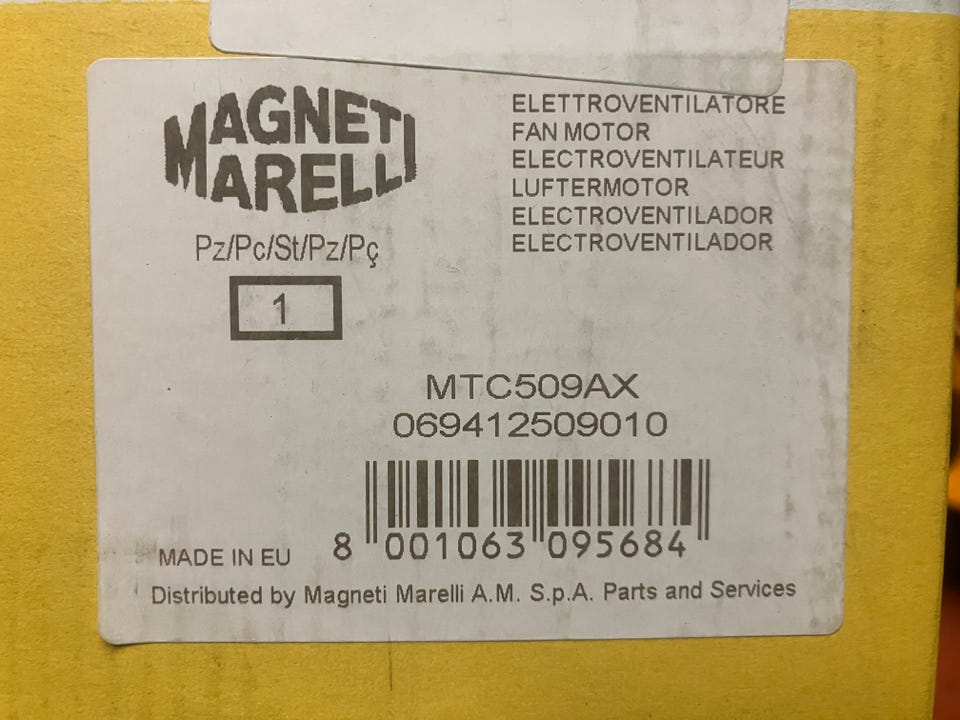 MAGNETI
MARELLI
Pz/Pc/St/Pz/Pç
1
ELETTROVENTILATORE
FAN MOTOR
ELECTROVENTILATEUR
LUFTERMOTOR
ELECTROVENTILADOR
ELECTROVENTILADOR
MTC509AX
069412509010
8 001063 095684
MADE IN EU
Distributed by Magneti Marelli A.M. S.p.A. Parts and Services